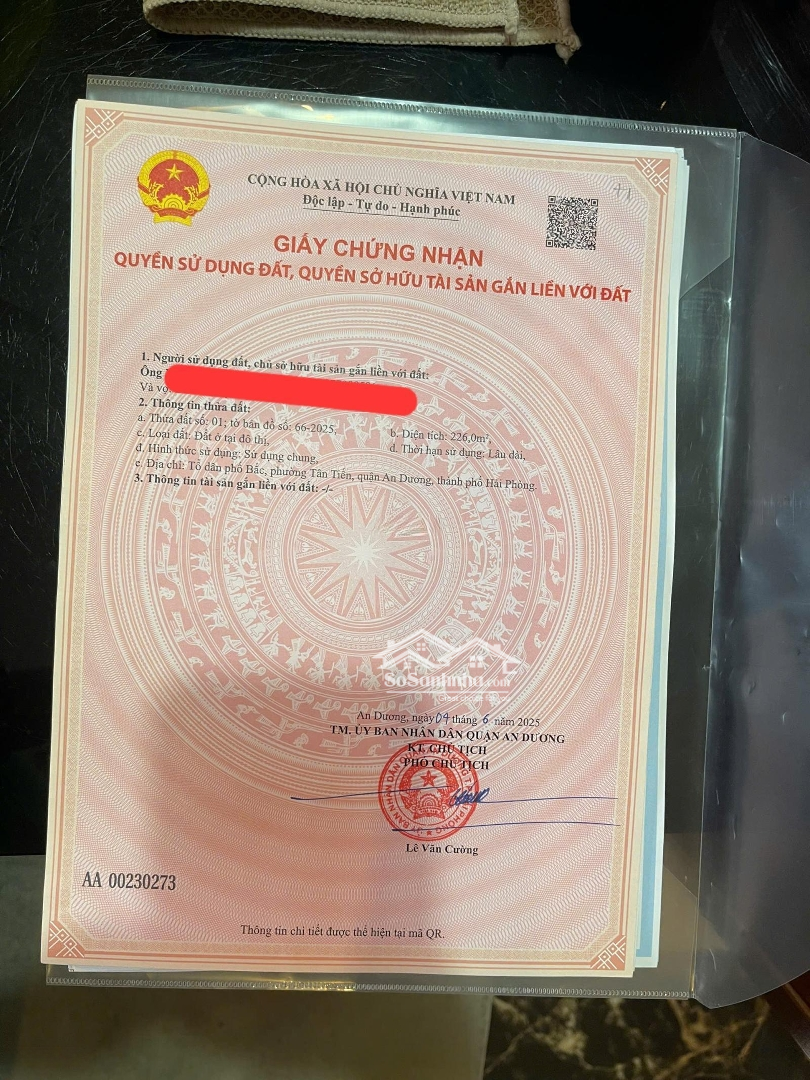 CỘNG HÒA XÃ HỘI CHỦ NGHĨA VIỆT NAM
Độc lập - Tự do - Hạnh phúc
GIẤY CHỨNG NHẬN
QUYỀN SỬ DỤNG ĐẤT, QUYỀN SỞ HỮU TÀI SẢN GẮN LIỀN VỚI ĐẤT
1. Người sử dụng đất, chủ sở hữu tài sản gắn liền với đất:
Ông
Và vợ
2. Thông tin thửa đất:
a. Thửa đất số: 01; tờ bản đồ số: 66-2025, b. Diện tích: 226,0m²,
c. Loại đất: Đất ở tại đô thị, d. Thời hạn sử dụng: Lâu dài,
đ. Hình thức sử dụng: Sử dụng chung,
e. Địa chỉ: Tổ dân phố Bắc, phường Tân Tiến, quận An Dương, thành phố Hải Phòng.
3. Thông tin tài sản gắn liền với đất: -/-
SoSanhnha.com
An Dương, ngày 09 tháng 6 năm 2025
TM. ỦY BAN NHÂN DÂN QUẬN AN DƯƠNG
KT. CHỦ TỊCH
PHÓ CHỦ TỊCH
Lê Văn Cường
AA 00230273
Thông tin chi tiết được thể hiện tại mã QR.